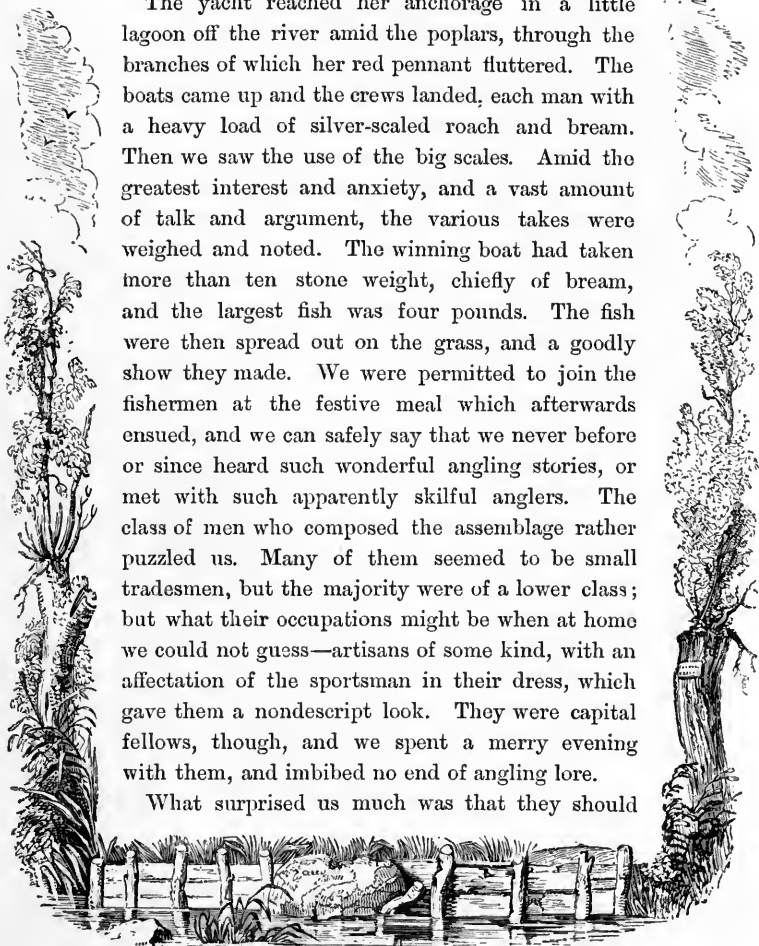 The yacht reached her anchorage in a little
lagoon off the river amid the poplars, through the
branches of which her red pennant fluttered. The
boats came up and the crews landed, each man with
a heavy load of silver-scaled roach and bream.
Then we saw the use of the big scales. Amid the
greatest interest and anxiety, and a vast amount
of talk and argument, the various takes were
weighed and noted. The winning boat had taken
more than ten stone weight, chiefly of bream,
and the largest fish was four pounds. The fish
were then spread out on the grass, and a goodly
show they made. We were permitted to join the
fishermen at the festive meal which afterwards
ensued, and we can safely say that we never before
or since heard such wonderful angling stories, or
met with such apparently skilful anglers. The
class of men who composed the assemblage rather
puzzled us. Many of them seemed to be small
tradesmen, but the majority were of a lower class;
but what their occupations might be when at home
we could not guess—artisans of some kind, with an
affectation of the sportsman in their dress, which
gave them a nondescript look. They were capital
fellows, though, and we spent a merry evening
with them, and imbibed no end of angling lore.
What surprised us much was that they should